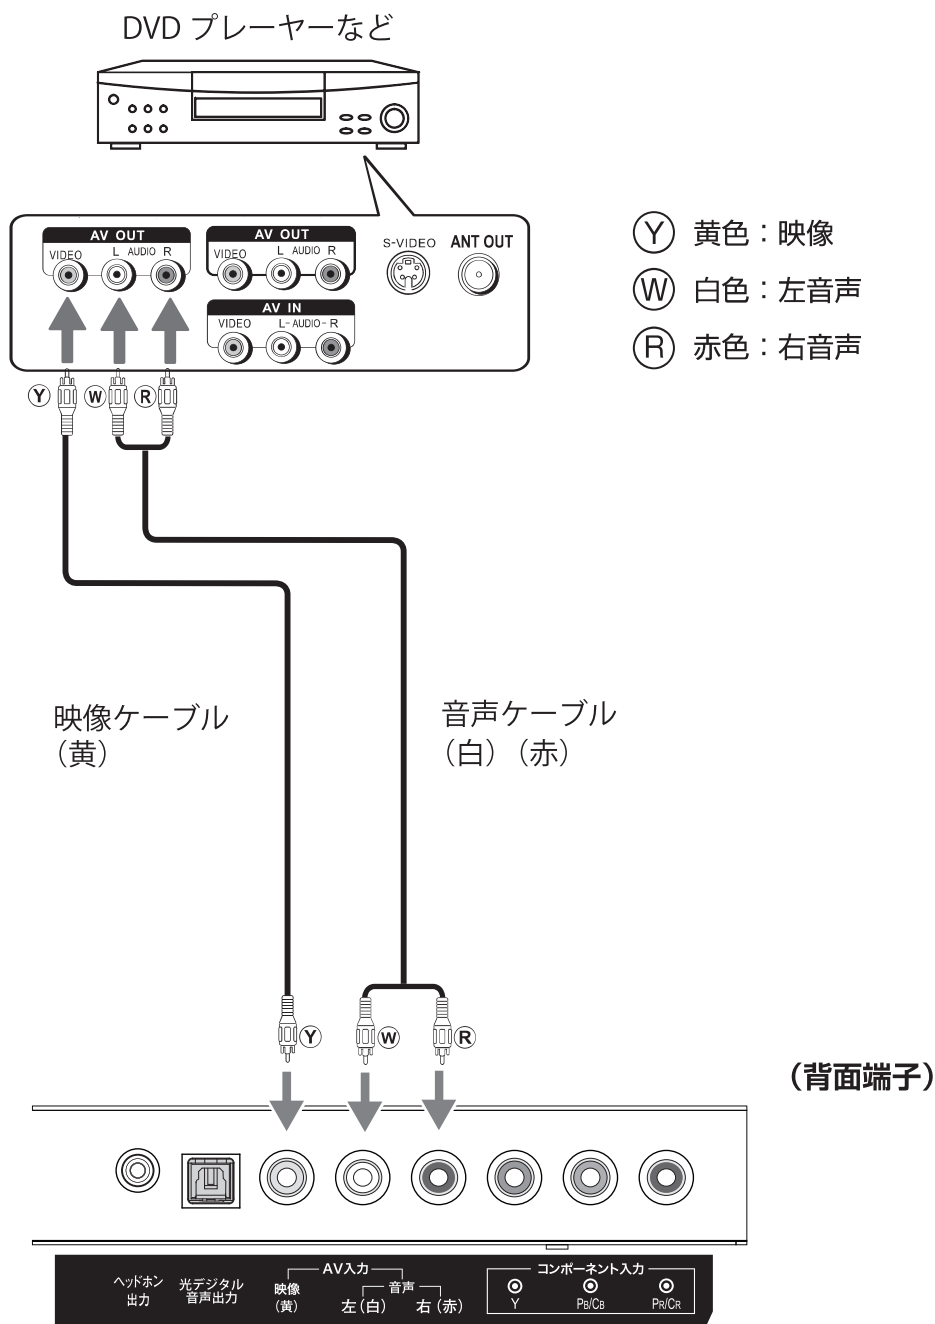 DVD プレーヤーなど
AV OUT
VIDEO L AUDIO R
AV OUT
VIDEO L AUDIO R
AV IN
VIDEO L-AUDIO-R
S-VIDEO
ANT OUT
Ⓨ 黄色：映像
Ⓦ 白色：左音声
Ⓡ 赤色：右音声
Ⓨ Ⓦ Ⓡ
映像ケーブル
（黄）
音声ケーブル
（白）（赤）
Ⓨ Ⓦ Ⓡ
（背面端子）
ヘッドホン
出力
光デジタル
音声出力
AV入力
映像
（黄）
音声
左（白） 右（赤）
コンポーネント入力
Y PB/CB PR/CR